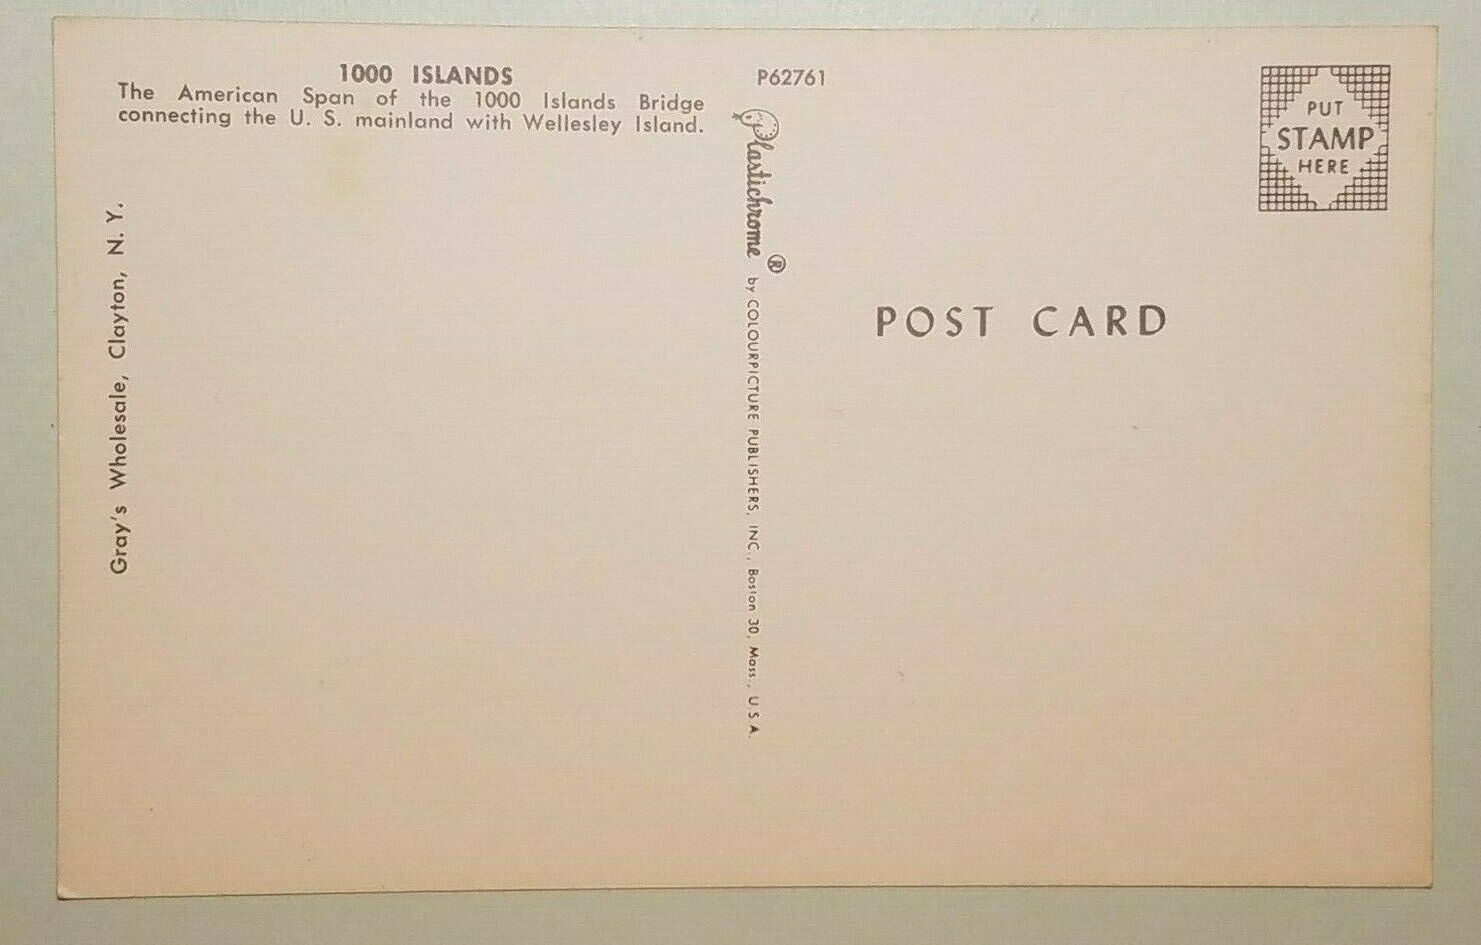 1000 ISLANDS
The American Span of the 1000 Islands Bridge
connecting the U. S. mainland with Wellesley Island.
Gray's Wholesale, Clayton, N. Y.
P62761
Plastichrome® by COLOURPICTURE PUBLISHERS, INC., Boston 30, Mass., U S A.
PUT
STAMP
HERE
POST CARD